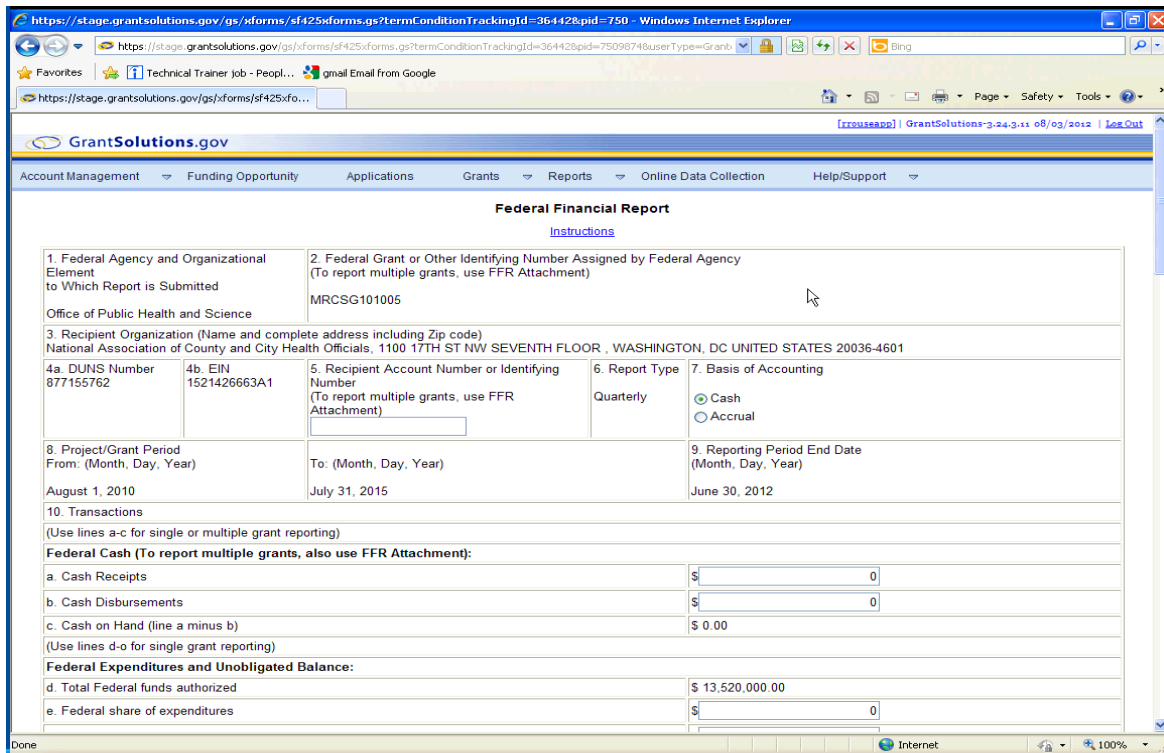 https://stage.grantsolutions.gov/gs/xforms/sf425xforms.gs?termConditionTrackingId=36442&pid=750 - Windows Internet Explorer
https://stage.grantsolutions.gov/gs/xforms/sf425xforms.gs?termConditionTrackingId=36442&pid=7509874&userType=Grant
Bing
Favorites
Technical Trainer job - Peopl...
gmail Email from Google
https://stage.grantsolutions.gov/gs/xforms/sf425xfo...
Page
Safety
Tools
[rrouseapp] | GrantSolutions-3.24.3.11 08/03/2012 | Log Out
GrantSolutions.gov
Account Management
Funding Opportunity
Applications
Grants
Reports
Online Data Collection
Help/Support
Federal Financial Report
Instructions
1. Federal Agency and Organizational
Element
to Which Report is Submitted
Office of Public Health and Science
2. Federal Grant or Other Identifying Number Assigned by Federal Agency
(To report multiple grants, use FFR Attachment)
MRCSG101005
3. Recipient Organization (Name and complete address including Zip code)
National Association of County and City Health Officials, 1100 17TH ST NW SEVENTH FLOOR , WASHINGTON, DC UNITED STATES 20036-4601
4a. DUNS Number
877155762
4b. EIN
1521426663A1
5. Recipient Account Number or Identifying
Number
(To report multiple grants, use FFR
Attachment)
6. Report Type
Quarterly
7. Basis of Accounting
Cash
Accrual
8. Project/Grant Period
From: (Month, Day, Year)
August 1, 2010
To: (Month, Day, Year)
July 31, 2015
9. Reporting Period End Date
(Month, Day, Year)
June 30, 2012
10. Transactions
(Use lines a-c for single or multiple grant reporting)
Federal Cash (To report multiple grants, also use FFR Attachment):
a. Cash Receipts
$ 0
b. Cash Disbursements
$ 0
c. Cash on Hand (line a minus b)
$ 0.00
(Use lines d-o for single grant reporting)
Federal Expenditures and Unobligated Balance:
d. Total Federal funds authorized
$ 13,520,000.00
e. Federal share of expenditures
$ 0
Done
Internet
100%